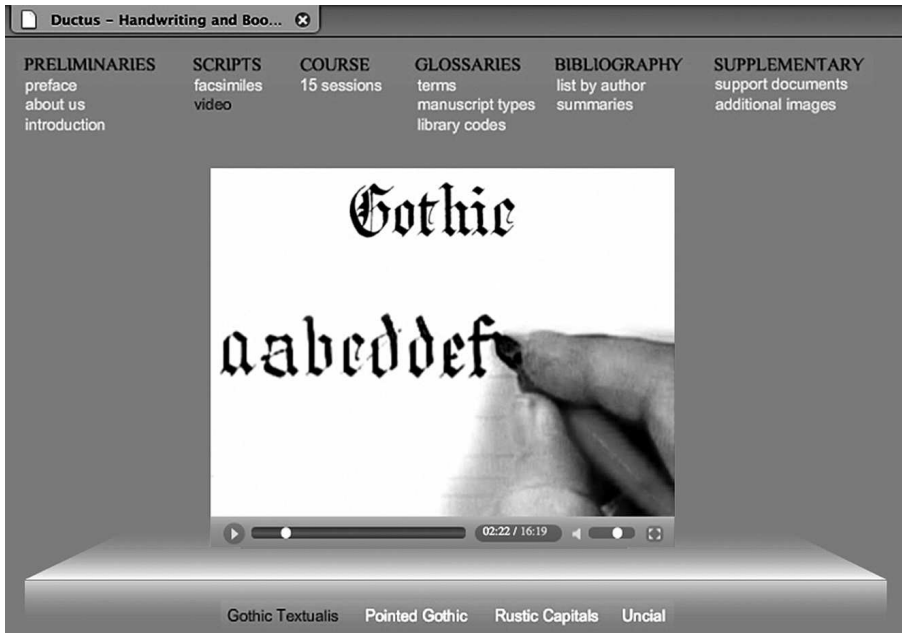 Ductus – Handwriting and Boo...
PRELIMINARIES
preface
about us
introduction
SCRIPTS
facsimiles
video
COURSE
15 sessions
GLOSSARIES
terms
manuscript types
library codes
BIBLIOGRAPHY
list by author
summaries
SUPPLEMENTARY
support documents
additional images
Gothic
aabcddef
02:22 / 16:19
Gothic Textualis
Pointed Gothic
Rustic Capitals
Uncial